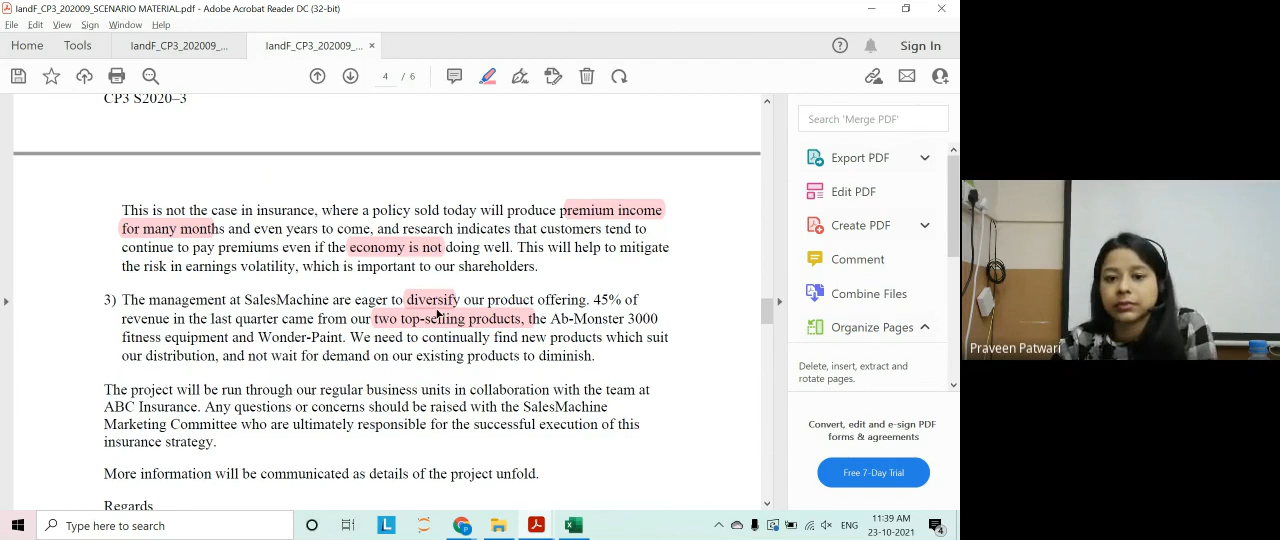 IandF_CP3_202009_SCENARIO MATERIAL.pdf - Adobe Acrobat Reader DC (32-bit)
File Edit View Sign Window Help
Home Tools IandF_CP3_202009_... IandF_CP3_202009_... × Sign In
4 / 6
CP3 S2020–3
This is not the case in insurance, where a policy sold today will produce premium income
for many months and even years to come, and research indicates that customers tend to
continue to pay premiums even if the economy is not doing well. This will help to mitigate
the risk in earnings volatility, which is important to our shareholders.
3) The management at SalesMachine are eager to diversify our product offering. 45% of
revenue in the last quarter came from our two top-selling products, the Ab-Monster 3000
fitness equipment and Wonder-Paint. We need to continually find new products which suit
our distribution, and not wait for demand on our existing products to diminish.
The project will be run through our regular business units in collaboration with the team at
ABC Insurance. Any questions or concerns should be raised with the SalesMachine
Marketing Committee who are ultimately responsible for the successful execution of this
insurance strategy.
More information will be communicated as details of the project unfold.
Regards
Search 'Merge PDF'
Export PDF
Edit PDF
Create PDF
Comment
Combine Files
Organize Pages
Delete, insert, extract and
rotate pages.
Convert, edit and e-sign PDF
forms & agreements
Free 7-Day Trial
Praveen Patwari
Type here to search
L
ENG
11:39 AM
23-10-2021
4